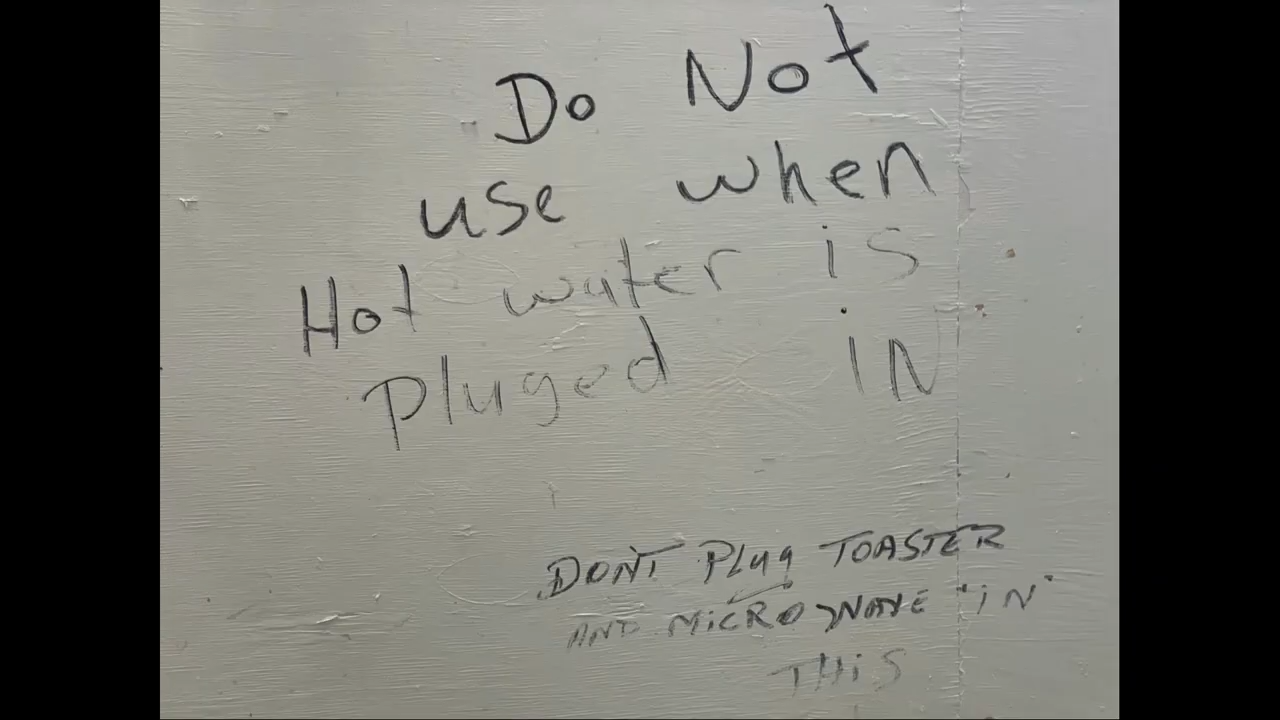 Do Not
use when
Hot water is
Pluged iN
DONT Plug TOASTER
AND MiCROWAVE "iN"
THiS